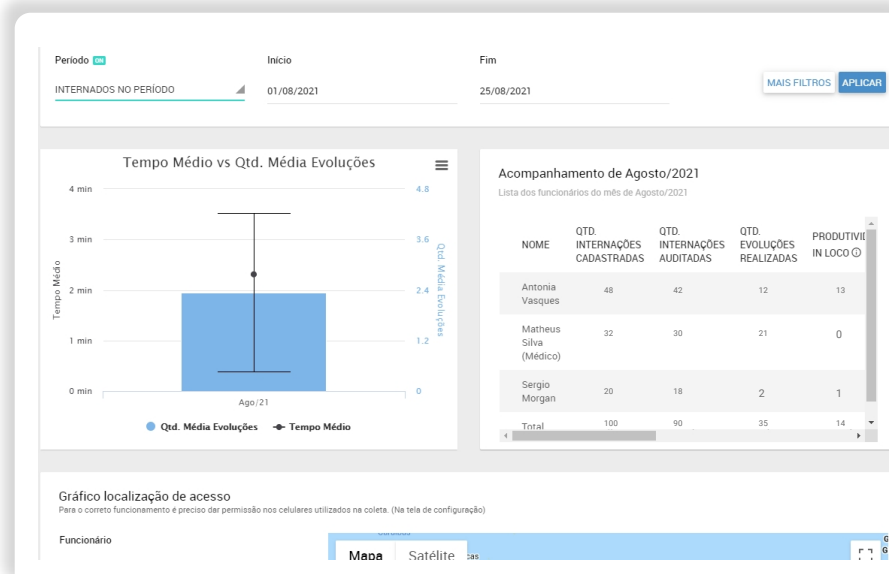 Período ON
Início
Fim
INTERNADOS NO PERÍODO
01/08/2021
25/08/2021
MAIS FILTROS
APLICAR
Tempo Médio vs Qtd. Média Evoluções
4 min
3 min
2 min
1 min
0 min
Tempo Médio
4.8
3.6
2.4
1.2
0
Qtd. Média Evoluções
Ago/21
Qtd. Média Evoluções
Tempo Médio
Acompanhamento de Agosto/2021
Lista dos funcionários do mês de Agosto/2021
NOME
QTD. INTERNAÇÕES CADASTRADAS
QTD. INTERNAÇÕES AUDITADAS
QTD. EVOLUÇÕES REALIZADAS
PRODUTIVID
IN LOCO
Antonia Vasques 48 42 12 13
Matheus Silva (Médico) 32 30 21 0
Sergio Morgan 20 18 2 1
Total 100 90 35 14
Gráfico localização de acesso
Para o correto funcionamento é preciso dar permissão nos celulares utilizados na coleta. (Na tela de configuração)
Funcionário
Mapa
Satélite
cas
G
G